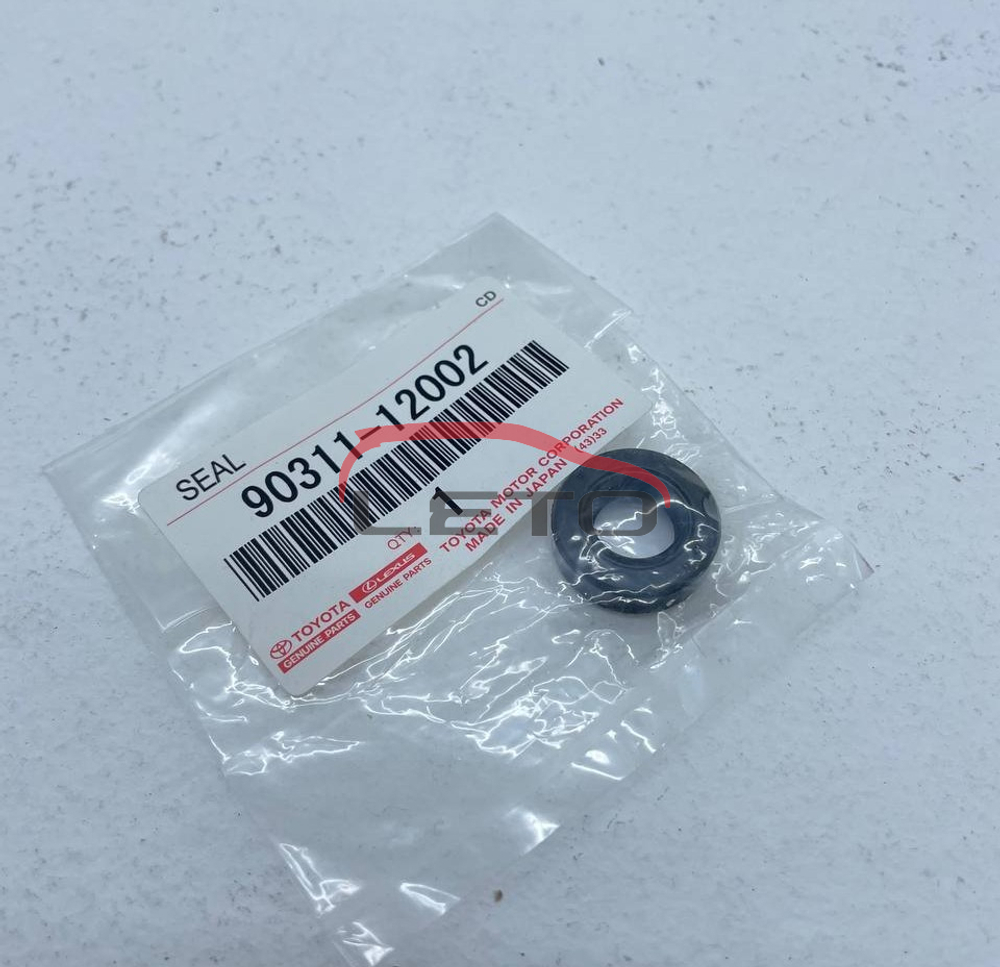 CD
SEAL
90311-12002
QTY: 1
TOYOTA MOTOR CORPORATION
MADE IN JAPAN (43)33
TOYOTA
GENUINE PARTS
LEXUS
GENUINE PARTS
LETO